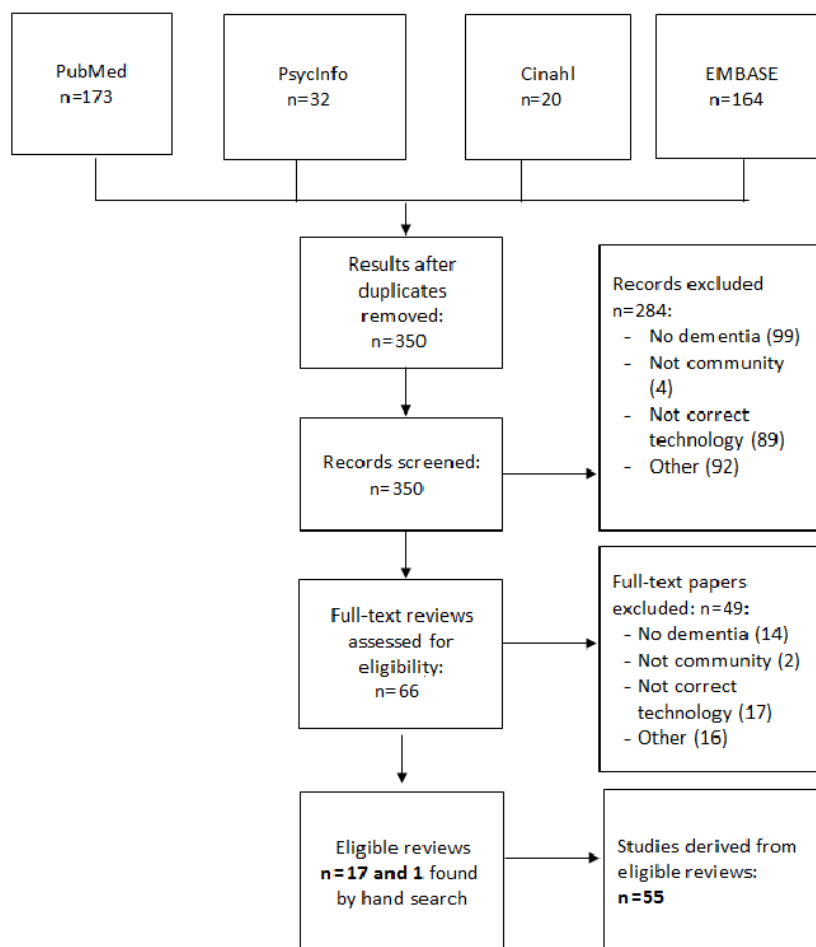 PubMed
n=173
PsycInfo
n=32
Cinahl
n=20
EMBASE
n=164
Results after
duplicates
removed:
n=350
Records excluded
n=284:
- No dementia (99)
- Not community
(4)
- Not correct
technology (89)
- Other (92)
Records screened:
n=350
Full-text reviews
assessed for
eligibility:
n=66
Full-text papers
excluded: n=49:
- No dementia (14)
- Not community (2)
- Not correct
technology (17)
- Other (16)
Eligible reviews
n=17 and 1 found
by hand search
Studies derived from
eligible reviews:
n=55